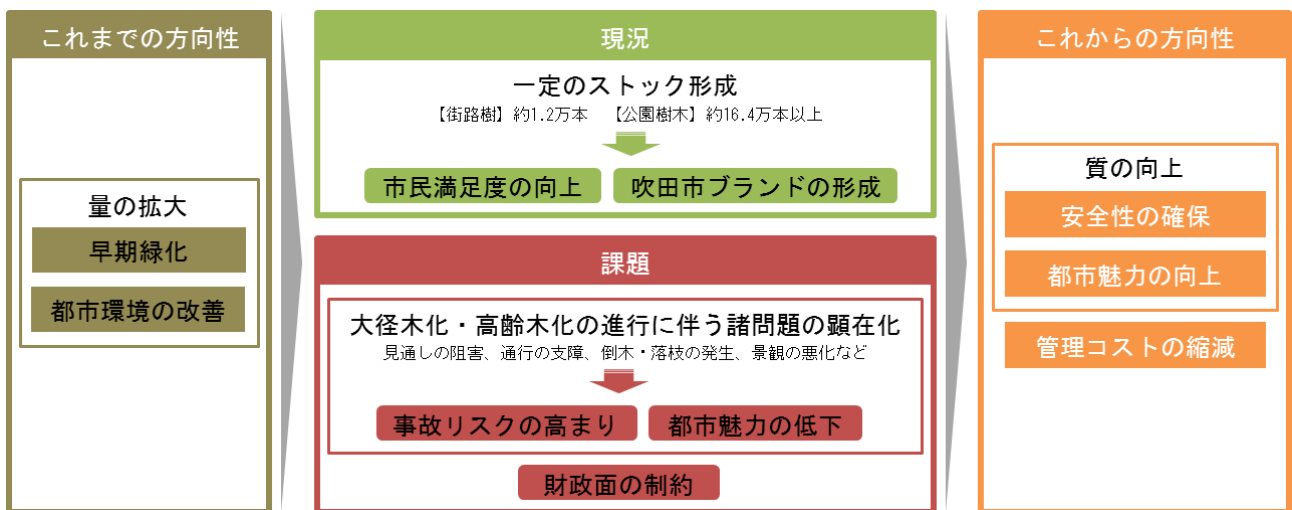 これまでの方向性
量の拡大
早期緑化
都市環境の改善
現況
一定のストック形成
【街路樹】約1.2万本 【公園樹木】約16.4万本以上
市民満足度の向上
吹田市ブランドの形成
課題
大径木化・高齢木化の進行に伴う諸問題の顕在化
見通しの阻害、通行の支障、倒木・落枝の発生、景観の悪化など
事故リスクの高まり
都市魅力の低下
財政面の制約
これからの方向性
質の向上
安全性の確保
都市魅力の向上
管理コストの縮減